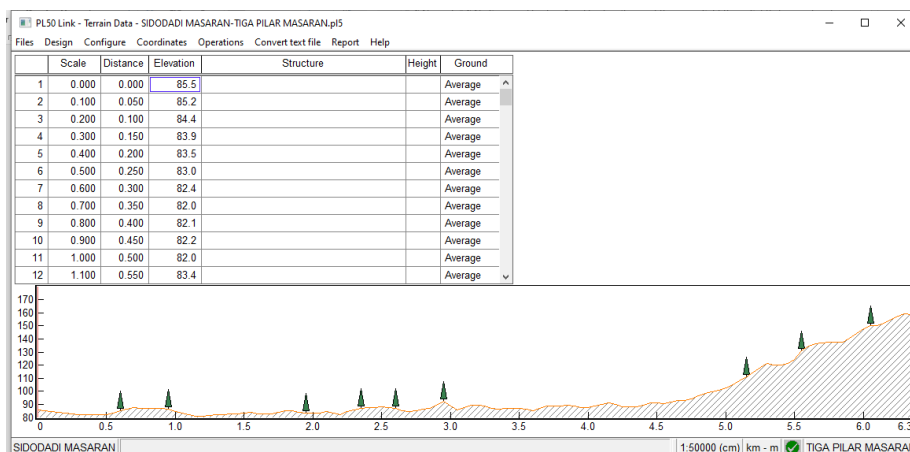 PL50 Link - Terrain Data - SIDODADI MASARAN-TIGA PILAR MASARAN.pl5
Files Design Configure Coordinates Operations Convert text file Report Help
Scale Distance Elevation Structure Height Ground
1 0.000 0.000 85.5 Average
2 0.100 0.050 85.2 Average
3 0.200 0.100 84.4 Average
4 0.300 0.150 83.9 Average
5 0.400 0.200 83.5 Average
6 0.500 0.250 83.0 Average
7 0.600 0.300 82.4 Average
8 0.700 0.350 82.0 Average
9 0.800 0.400 82.1 Average
10 0.900 0.450 82.2 Average
11 1.000 0.500 82.0 Average
12 1.100 0.550 83.4 Average
170
160
150
140
130
120
110
100
90
80
0 0.5 1.0 1.5 2.0 2.5 3.0 3.5 4.0 4.5 5.0 5.5 6.0 6.3
SIDODADI MASARAN 1:50000 (cm) km - m TIGA PILAR MASARAN